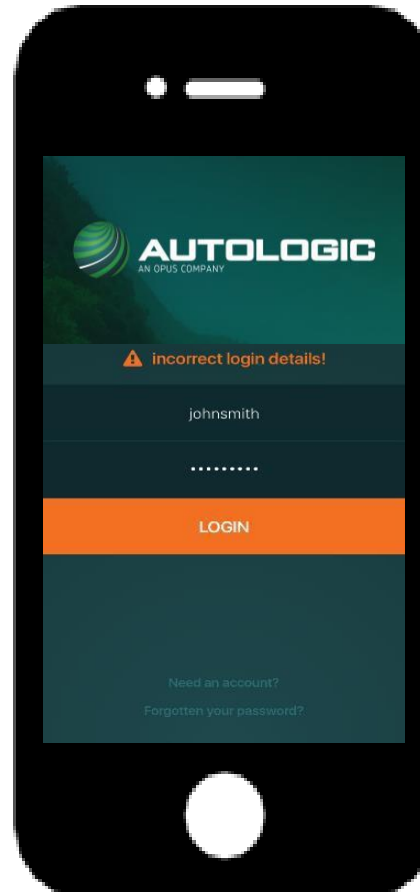 AUTOLOGIC
AN OPUS COMPANY
incorrect login details!
johnsmith
•••••••••
LOGIN
Need an account?
Forgotten your password?